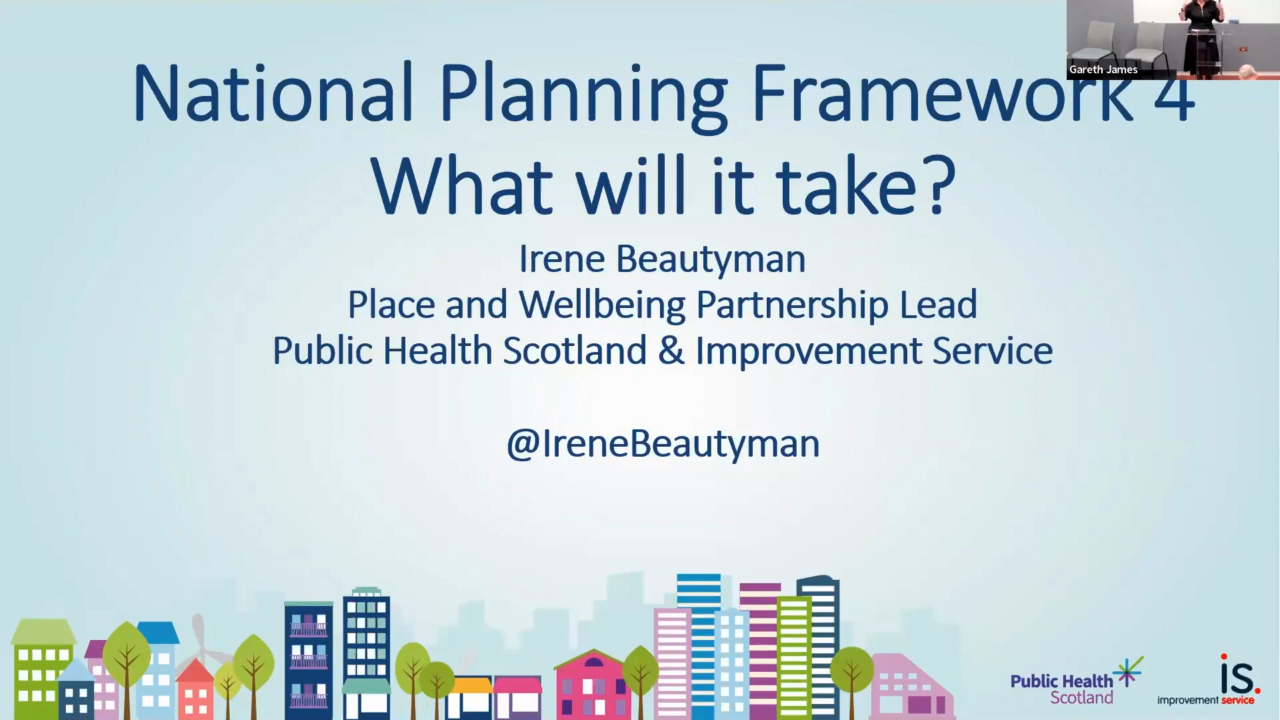 Gareth James
National Planning Framework 4
What will it take?
Irene Beautyman
Place and Wellbeing Partnership Lead
Public Health Scotland & Improvement Service
@IreneBeautyman
Public Health
Scotland
is.
improvement service